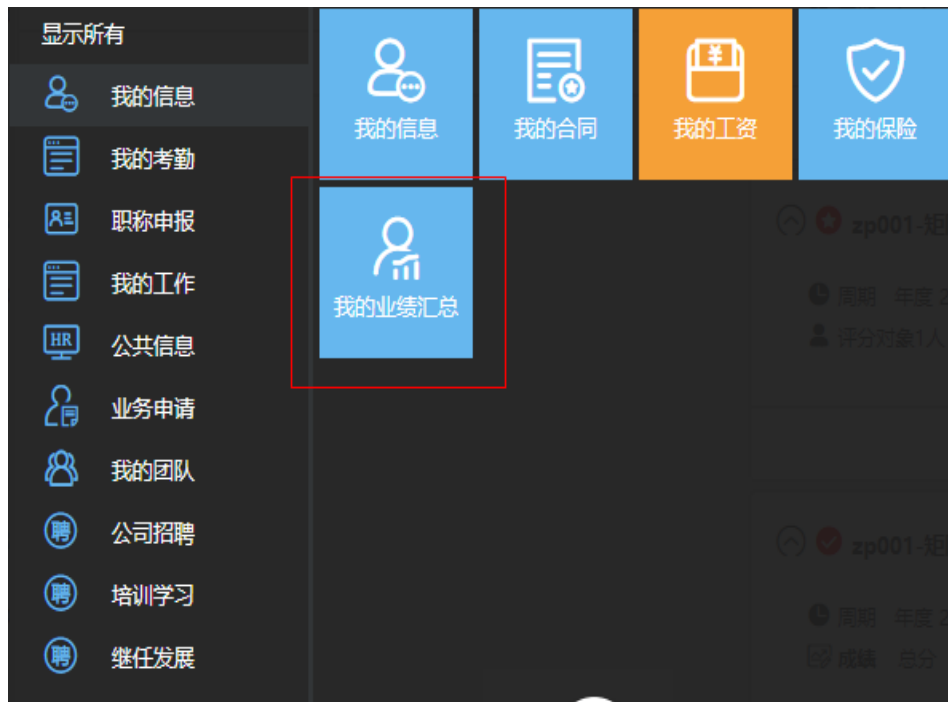 显示所有
我的信息
我的考勤
职称申报
我的工作
HR
公共信息
业务申请
我的团队
聘
公司招聘
聘
培训学习
聘
继任发展
我的信息
我的合同
¥
我的工资
我的保险
我的业绩汇总
zp001-矩
周期 年度 2
评分对象1人
zp001-矩
周期 年度 2
成绩 总分